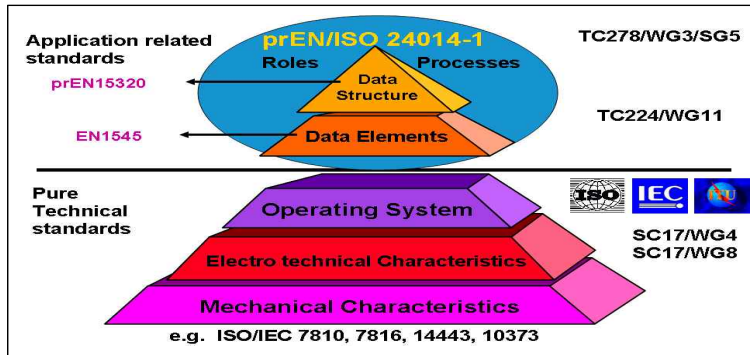 prEN/ISO 24014-1
Application related
standards
TC278/WG3/SG5
Roles
Processes
prEN15320
Data
Structure
TC224/WG11
EN1545
Data Elements
Pure
Technical
standards
ISO
IEC
Operating System
SC17/WG4
SC17/WG8
Electro technical Characteristics
Mechanical Characteristics
e.g. ISO/IEC 7810, 7816, 14443, 10373